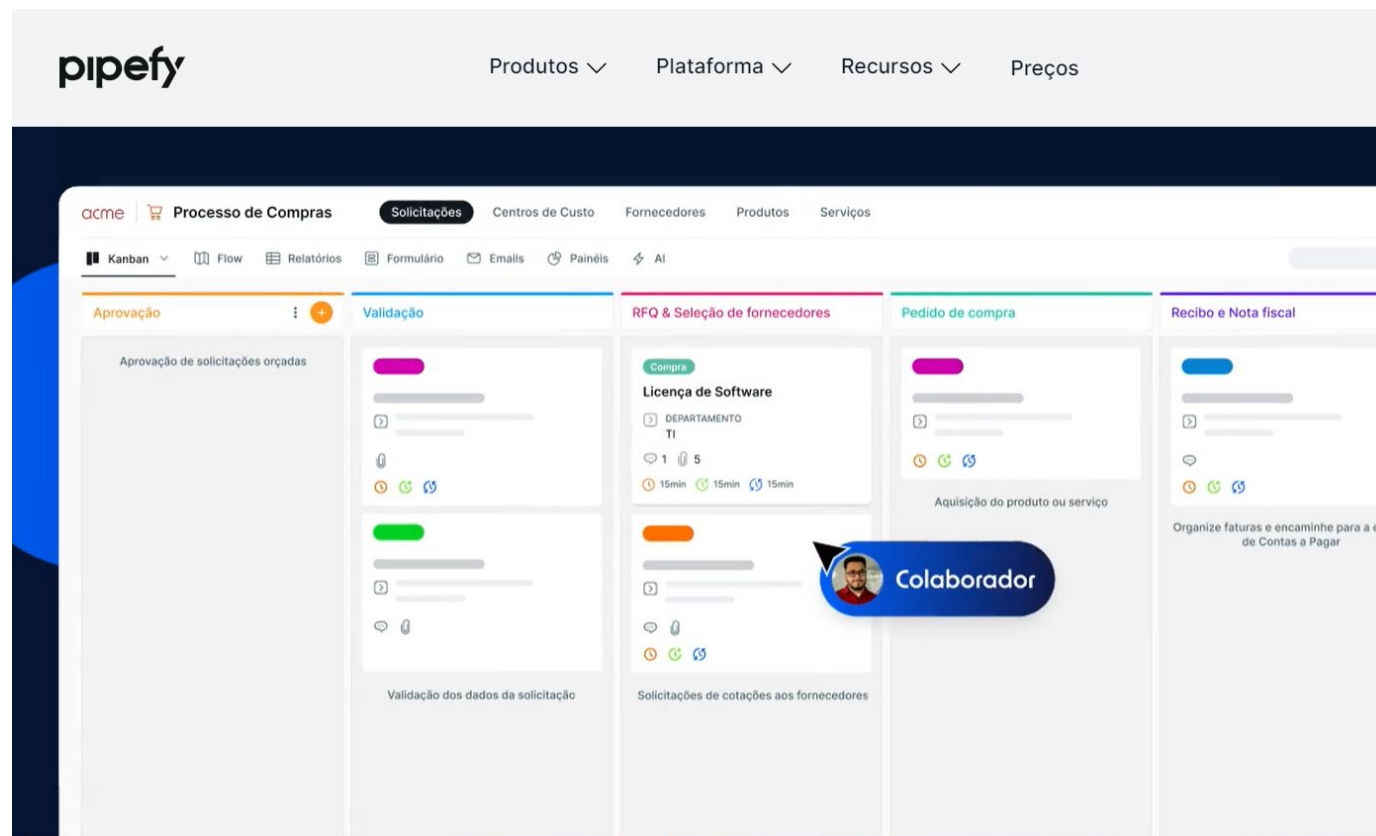 pipefy
Produtos Plataforma Recursos Preços
acme Processo de Compras Solicitações Centros de Custo Fornecedores Produtos Serviços
Kanban Flow Relatórios Formulário Emails Painéis AI
Aprovação
Aprovação de solicitações orçadas
Validação
Validação dos dados da solicitação
RFQ & Seleção de fornecedores
Compra
Licença de Software
DEPARTAMENTO
TI
1 5
15min 15min 15min
Solicitações de cotações aos fornecedores
Pedido de compra
Aquisição do produto ou serviço
Colaborador
Recibo e Nota fiscal
Organize faturas e encaminhe para a
de Contas a Pagar